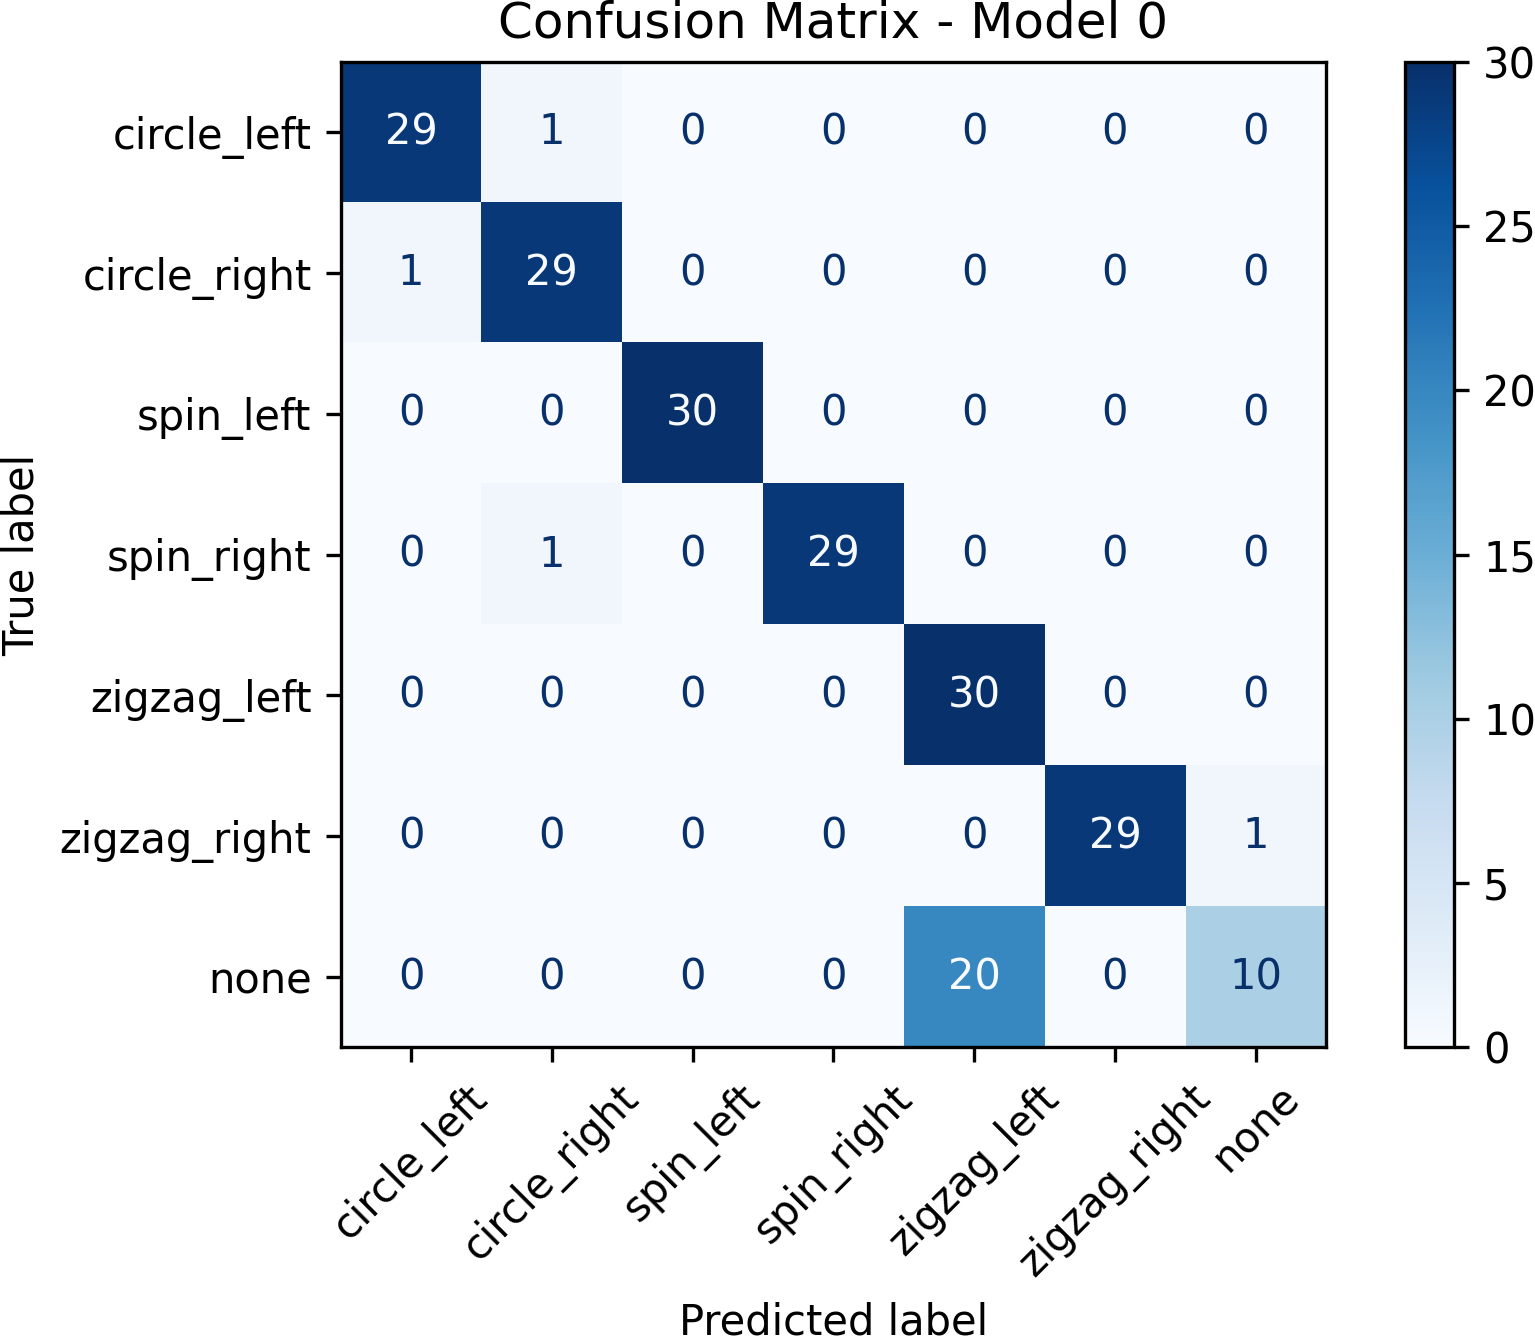 Confusion Matrix - Model 0
True label
circle_left 29 1 0 0 0 0 0
circle_right 1 29 0 0 0 0 0
spin_left 0 0 30 0 0 0 0
spin_right 0 1 0 29 0 0 0
zigzag_left 0 0 0 0 30 0 0
zigzag_right 0 0 0 0 0 29 1
none 0 0 0 0 20 0 10
circle_left circle_right spin_left spin_right zigzag_left zigzag_right none
Predicted label
30
25
20
15
10
5
0